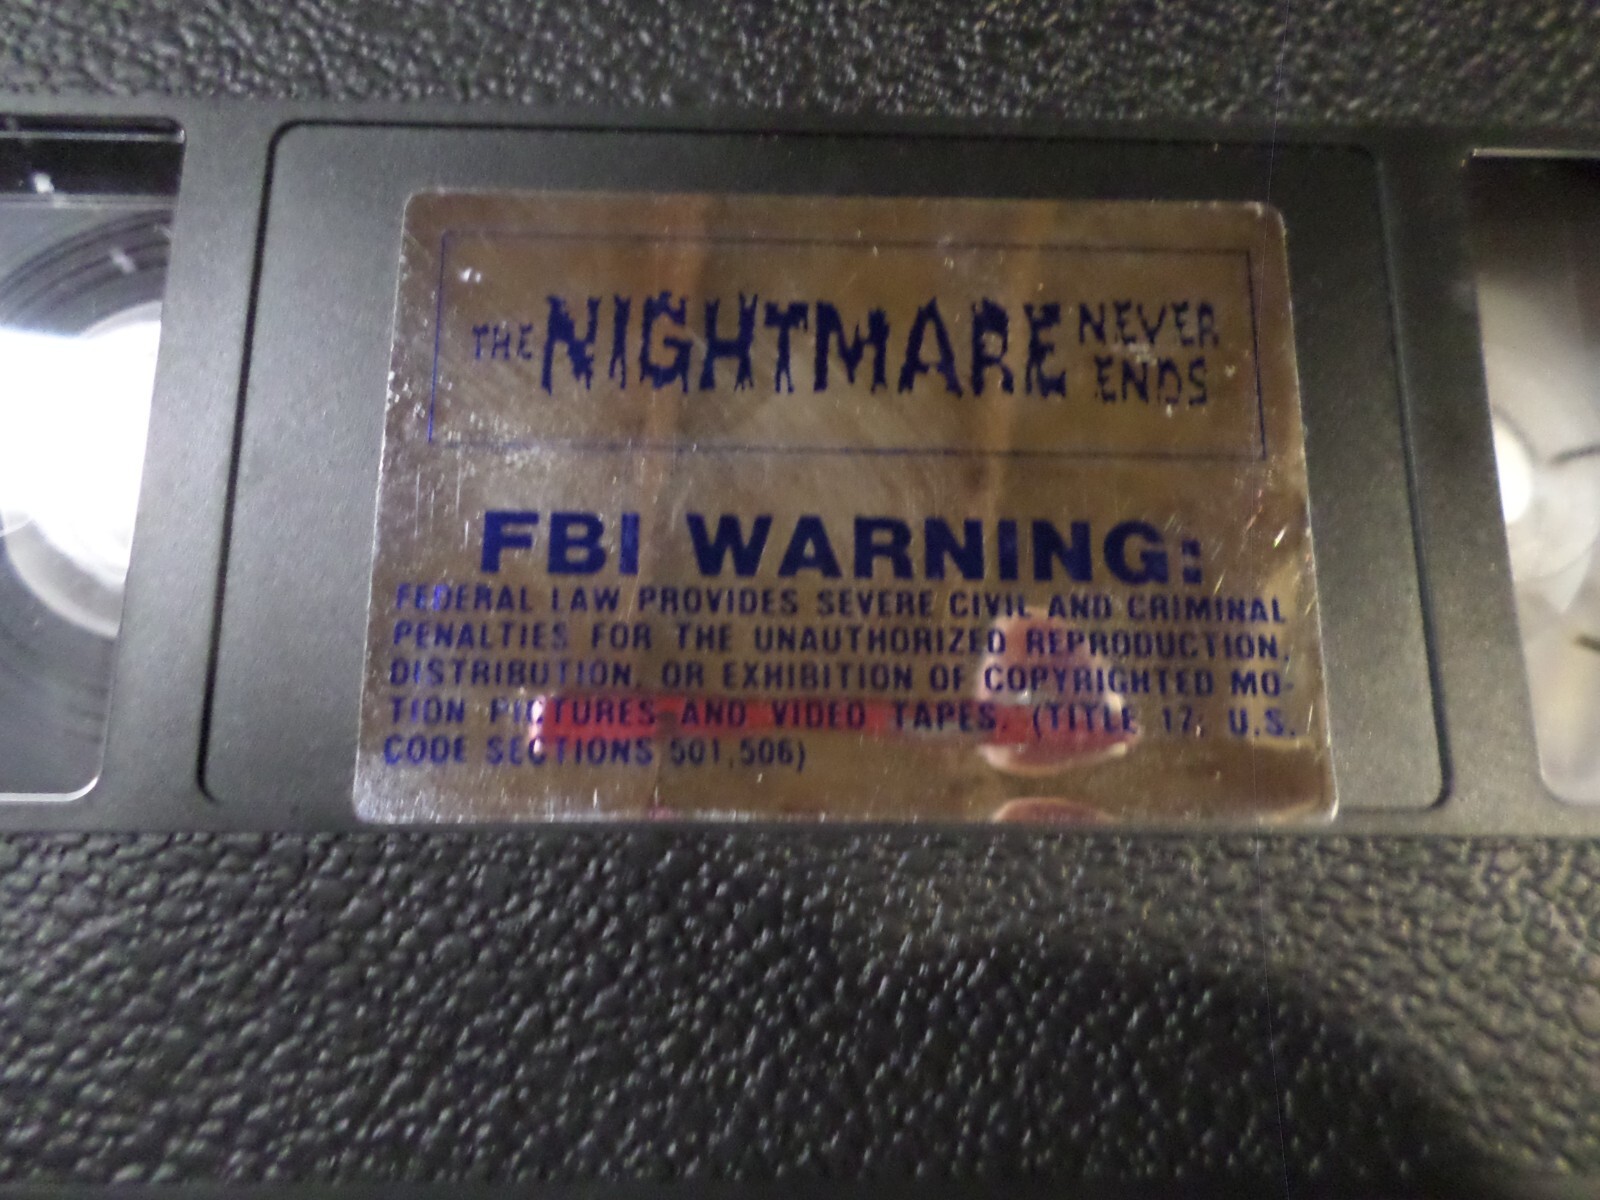 THE NIGHTMARE NEVER
ENDS
FBI WARNING:
FEDERAL LAW PROVIDES SEVERE CIVIL AND CRIMINAL
PENALTIES FOR THE UNAUTHORIZED REPRODUCTION,
DISTRIBUTION, OR EXHIBITION OF COPYRIGHTED MO-
TION PICTURES AND VIDEO TAPES. (TITLE 17, U.S.
CODE SECTIONS 501,506)